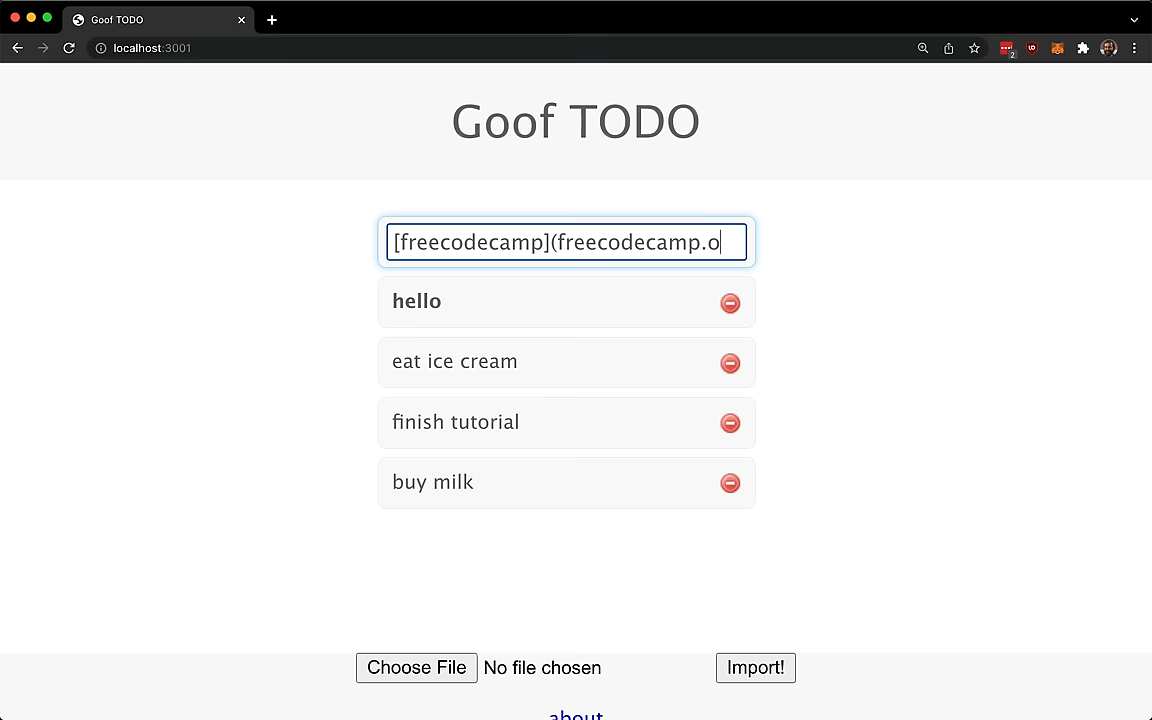 Goof TODO
localhost:3001
2
Goof TODO
[freecodecamp](freecodecamp.o
hello
eat ice cream
finish tutorial
buy milk
Choose File No file chosen Import!
about